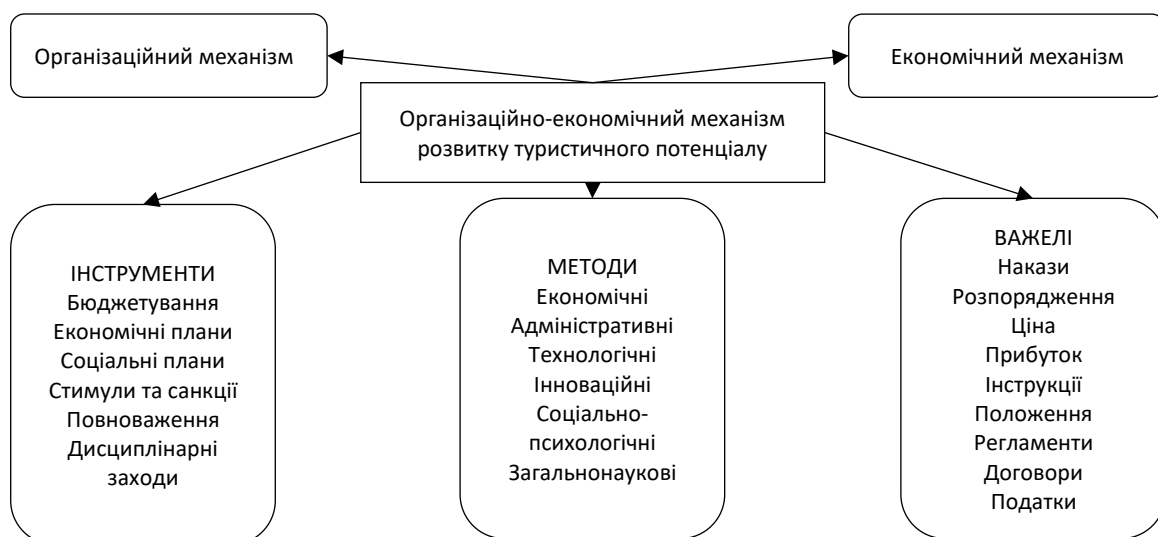 Організаційний механізм
Економічний механізм
Організаційно-економічний механізм
розвитку туристичного потенціалу
ІНСТРУМЕНТИ
Бюджетування
Економічні плани
Соціальні плани
Стимули та санкції
Повноваження
Дисциплінарні
заходи
МЕТОДИ
Економічні
Адміністративні
Технологічні
Інноваційні
Соціально-
психологічні
Загальнонаукові
ВАЖЕЛІ
Накази
Розпорядження
Ціна
Прибуток
Інструкції
Положення
Регламенти
Договори
Податки